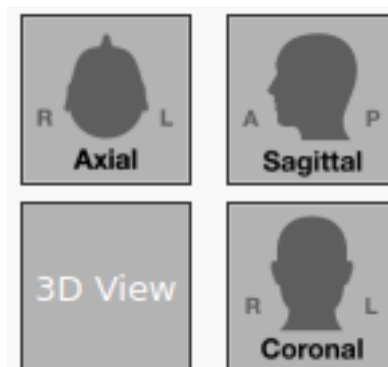 R L
Axial
A P
Sagittal
3D View
R L
Coronal